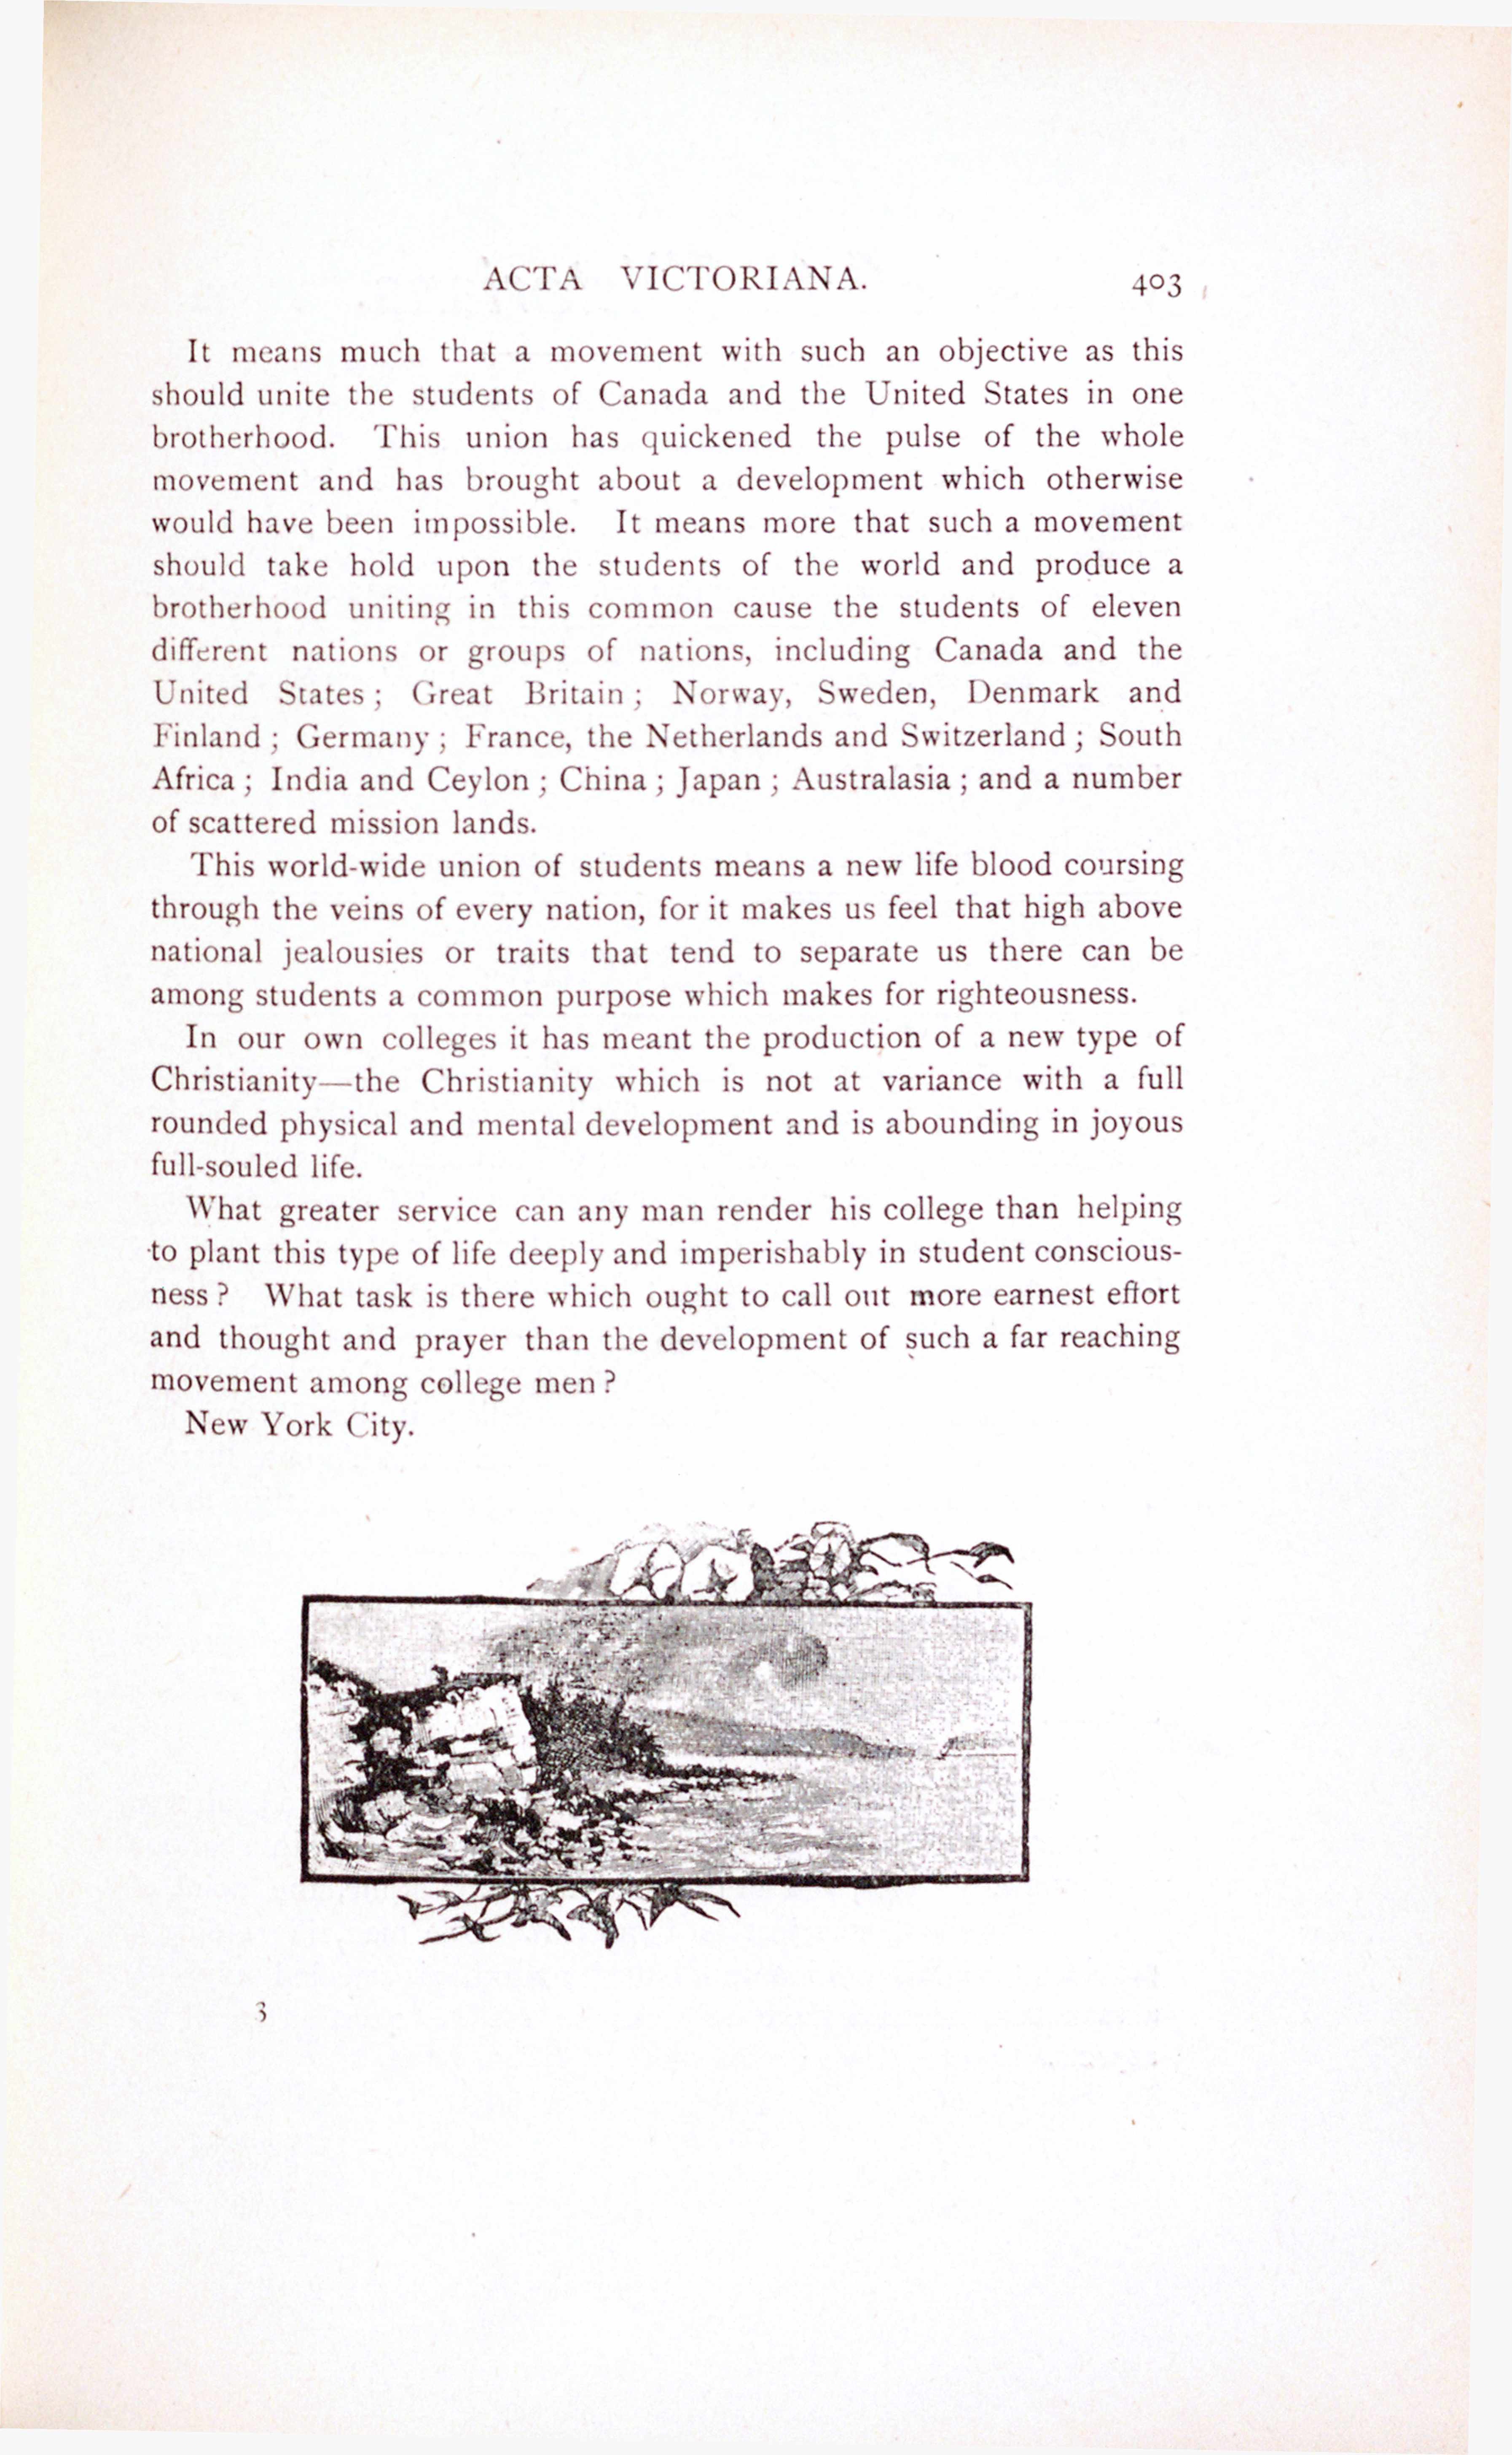 ACTA VICTORIANA. 403
It means much that a movement with such an objective as this
should unite the students of Canada and the United States in one
brotherhood. This union has quickened the pulse of the whole
movement and has brought about a development which otherwise
would have been impossible. It means more that such a movement
should take hold upon the students of the world and produce a
brotherhood uniting in this common cause the students of eleven
different nations or groups of nations, including Canada and the
United States ; Great Britain ; Norway, Sweden, Denmark and
Finland ; Germany ; France, the Netherlands and Switzerland ; South
Africa ; India and Ceylon ; China ; Japan ; Australasia ; and a number
of scattered mission lands.
This world-wide union of students means a new life blood coursing
through the veins of every nation, for it makes us feel that high above
national jealousies or traits that tend to separate us there can be
among students a common purpose which makes for righteousness.
In our own colleges it has meant the production of a new type of
Christianity—the Christianity which is not at variance with a full
rounded physical and mental development and is abounding in joyous
full-souled life.
What greater service can any man render his college than helping
to plant this type of life deeply and imperishably in student conscious-
ness ? What task is there which ought to call out more earnest effort
and thought and prayer than the development of such a far reaching
movement among college men ?
New York City.
3